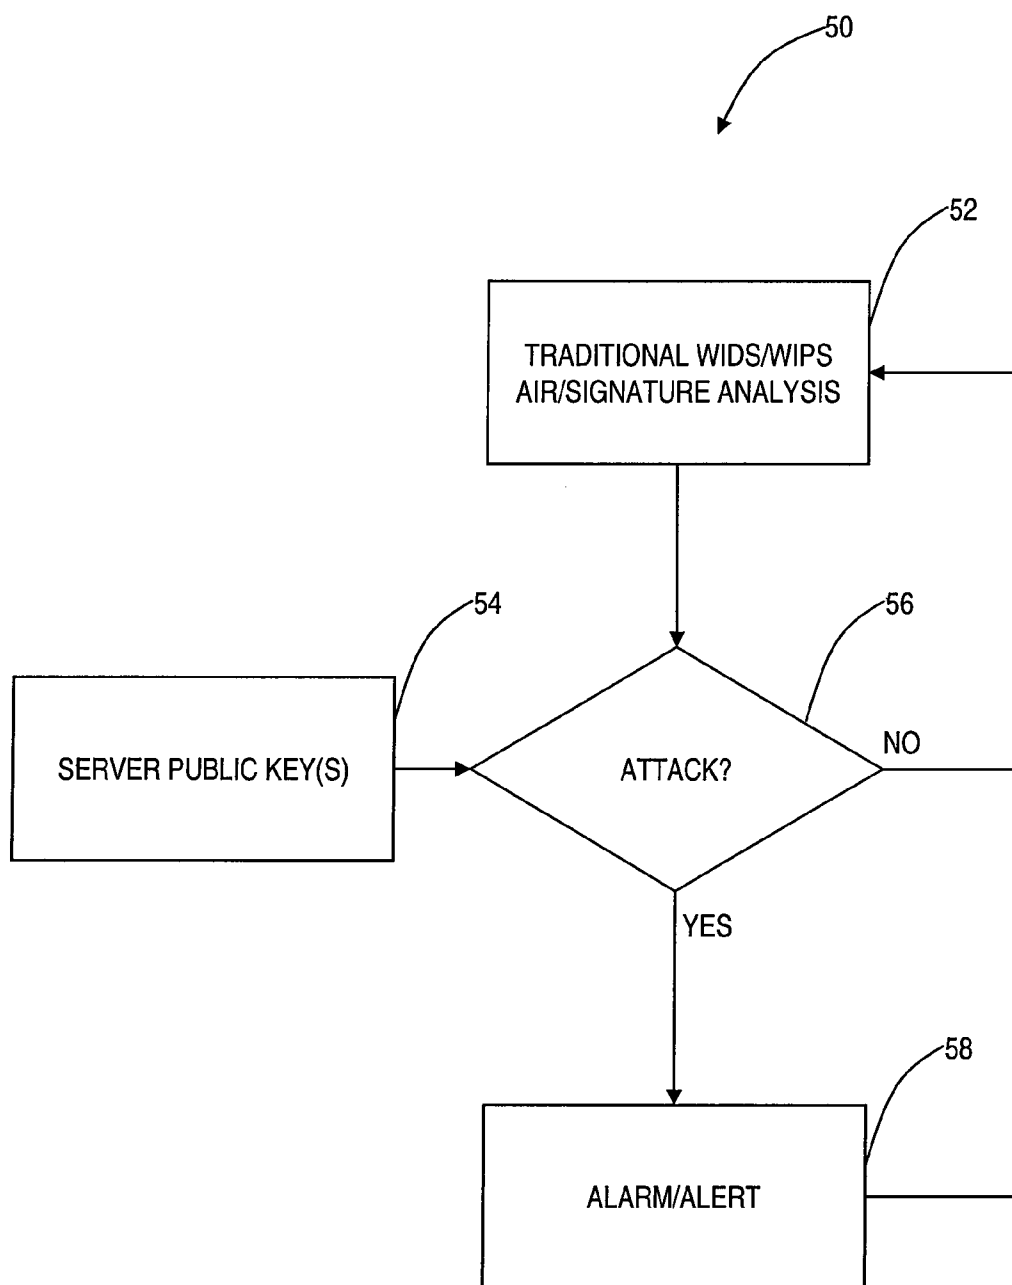 50
52
TRADITIONAL WIDS/WIPS
AIR/SIGNATURE ANALYSIS
54
56
SERVER PUBLIC KEY(S)
ATTACK?
NO
YES
58
ALARM/ALERT